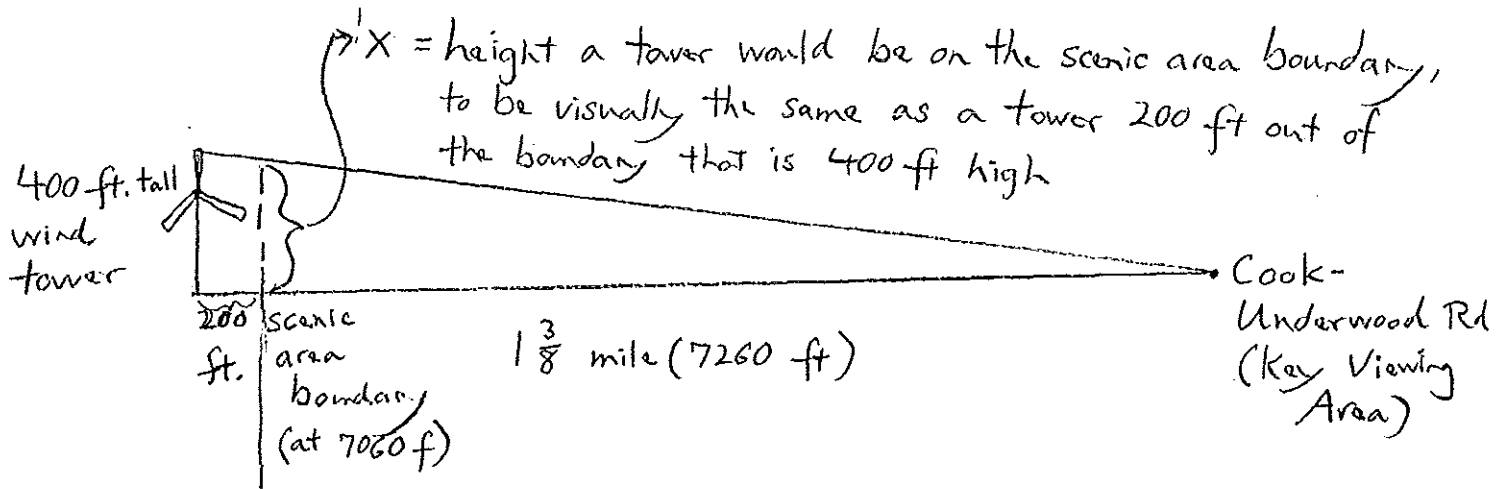 X = height a tower would be on the scenic area boundary,
to be visually the same as a tower 200 ft out of
the boundary that is 400 ft high
400 ft. tall
wind
tower
200
ft.
scenic
area
boundary
(at 7060 f)
1 3/8 mile (7260 ft)
Cook-
Underwood Rd
(Key Viewing
Area)